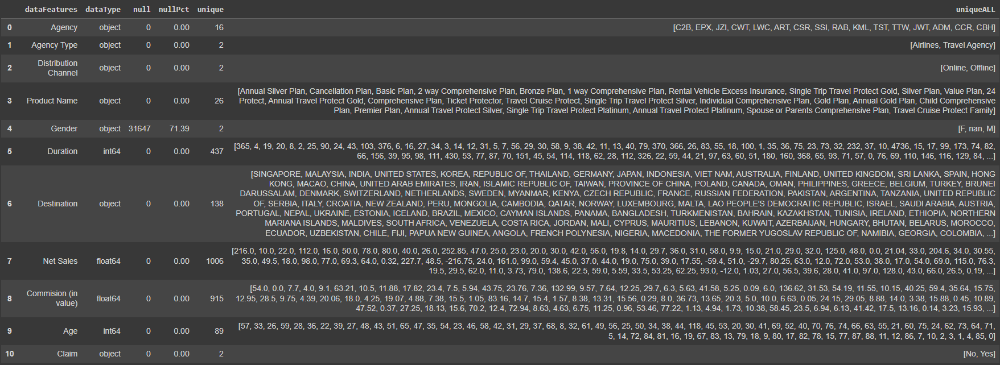 dataFeatures dataType null nullPct unique uniqueALL
0 Agency object 0 0.00 16 [C2B, EPX, JZI, CWT, LWC, ART, CSR, SSI, RAB, KML, TST, TTW, JWT, ADM, CCR, CBH]
1 Agency Type object 0 0.00 2 [Airlines, Travel Agency]
2 Distribution Channel object 0 0.00 2 [Online, Offline]
3 Product Name object 0 0.00 26 [Annual Silver Plan, Cancellation Plan, Basic Plan, 2 way Comprehensive Plan, Bronze Plan, 1 way Comprehensive Plan, Rental Vehicle Excess Insurance, Single Trip Travel Protect Gold, Silver Plan, Value Plan, 24
Protect, Annual Travel Protect Gold, Comprehensive Plan, Ticket Protector, Travel Cruise Protect, Single Trip Travel Protect Silver, Individual Comprehensive Plan, Gold Plan, Annual Gold Plan, Child Comprehensive
Plan, Premier Plan, Annual Travel Protect Silver, Single Trip Travel Protect Platinum, Annual Travel Protect Platinum, Spouse or Parents Comprehensive Plan, Travel Cruise Protect Family]
4 Gender object 31647 71.39 2 [F, nan, M]
5 Duration int64 0 0.00 437 [365, 4, 19, 20, 8, 2, 25, 90, 24, 43, 103, 376, 6, 16, 27, 34, 3, 14, 12, 31, 5, 7, 56, 29, 30, 58, 9, 38, 42, 11, 13, 40, 79, 370, 366, 26, 83, 55, 18, 100, 1, 35, 36, 75, 23, 73, 32, 232, 37, 10, 4736, 15, 17, 99, 173, 74, 82,
66, 156, 39, 95, 98, 111, 430, 53, 77, 87, 70, 151, 45, 54, 114, 118, 62, 28, 112, 326, 22, 59, 44, 21, 97, 63, 60, 51, 180, 160, 368, 65, 93, 71, 57, 0, 76, 69, 110, 146, 116, 129, 84, ...]
6 Destination object 0 0.00 138 [SINGAPORE, MALAYSIA, INDIA, UNITED STATES, KOREA, REPUBLIC OF, THAILAND, GERMANY, JAPAN, INDONESIA, VIET NAM, AUSTRALIA, FINLAND, UNITED KINGDOM, SRI LANKA, SPAIN, HONG
KONG, MACAO, CHINA, UNITED ARAB EMIRATES, IRAN, ISLAMIC REPUBLIC OF, TAIWAN, PROVINCE OF CHINA, POLAND, CANADA, OMAN, PHILIPPINES, GREECE, BELGIUM, TURKEY, BRUNEI
DARUSSALAM, DENMARK, SWITZERLAND, NETHERLANDS, SWEDEN, MYANMAR, KENYA, CZECH REPUBLIC, FRANCE, RUSSIAN FEDERATION, PAKISTAN, ARGENTINA, TANZANIA, UNITED REPUBLIC
OF, SERBIA, ITALY, CROATIA, NEW ZEALAND, PERU, MONGOLIA, CAMBODIA, QATAR, NORWAY, LUXEMBOURG, MALTA, LAO PEOPLE'S DEMOCRATIC REPUBLIC, ISRAEL, SAUDI ARABIA, AUSTRIA,
PORTUGAL, NEPAL, UKRAINE, ESTONIA, ICELAND, BRAZIL, MEXICO, CAYMAN ISLANDS, PANAMA, BANGLADESH, TURKMENISTAN, BAHRAIN, KAZAKHSTAN, TUNISIA, IRELAND, ETHIOPIA, NORTHERN
MARIANA ISLANDS, MALDIVES, SOUTH AFRICA, VENEZUELA, COSTA RICA, JORDAN, MALI, CYPRUS, MAURITIUS, LEBANON, KUWAIT, AZERBAIJAN, HUNGARY, BHUTAN, BELARUS, MOROCCO,
ECUADOR, UZBEKISTAN, CHILE, FIJI, PAPUA NEW GUINEA, ANGOLA, FRENCH POLYNESIA, NIGERIA, MACEDONIA, THE FORMER YUGOSLAV REPUBLIC OF, NAMIBIA, GEORGIA, COLOMBIA, ...]
7 Net Sales float64 0 0.00 1006 [216.0, 10.0, 22.0, 112.0, 16.0, 50.0, 78.0, 80.0, 40.0, 26.0, 252.85, 47.0, 25.0, 23.0, 20.0, 30.0, 42.0, 56.0, 19.8, 14.0, 29.7, 36.0, 31.0, 58.0, 9.9, 15.0, 21.0, 29.0, 32.0, 125.0, 48.0, 0.0, 21.04, 33.0, 204.6, 34.0, 30.55,
35.0, 49.5, 18.0, 98.0, 77.0, 69.3, 64.0, 0.32, 227.7, 48.5, -216.75, 24.0, 161.0, 99.0, 59.4, 45.0, 37.0, 44.0, 19.0, 75.0, 39.0, 17.55, -59.4, 51.0, -29.7, 80.25, 63.0, 12.0, 72.0, 53.0, 38.0, 17.0, 54.0, 69.0, 115.0, 76.3,
19.5, 29.5, 62.0, 11.0, 3.73, 79.0, 138.6, 22.5, 59.0, 5.59, 33.5, 53.25, 62.25, 93.0, -12.0, 1.03, 27.0, 56.5, 39.6, 28.0, 41.0, 97.0, 128.0, 43.0, 66.0, 26.5, 0.19, ...]
8 Commision (in value) float64 0 0.00 915 [54.0, 0.0, 7.7, 4.0, 9.1, 63.21, 10.5, 11.88, 17.82, 23.4, 7.5, 5.94, 43.75, 23.76, 7.36, 132.99, 9.57, 7.64, 12.25, 29.7, 6.3, 5.63, 41.58, 5.25, 0.09, 6.0, 136.62, 31.53, 54.19, 11.55, 10.15, 40.25, 59.4, 35.64, 15.75,
12.95, 28.5, 9.75, 4.39, 20.06, 18.0, 4.25, 19.07, 4.88, 7.38, 15.5, 1.05, 83.16, 14.7, 15.4, 1.57, 8.38, 13.31, 15.56, 0.29, 8.0, 36.73, 13.65, 20.3, 5.0, 10.0, 6.63, 0.05, 24.15, 29.05, 8.88, 14.0, 3.38, 15.88, 0.45, 10.89,
47.52, 0.37, 27.25, 18.13, 15.6, 70.2, 12.4, 72.94, 8.63, 4.63, 6.75, 11.25, 0.96, 53.46, 77.22, 1.13, 4.94, 1.73, 10.38, 58.45, 23.5, 6.94, 6.13, 41.42, 17.5, 13.16, 0.14, 3.23, 15.93, ...]
9 Age int64 0 0.00 89 [57, 33, 26, 59, 28, 36, 22, 39, 27, 48, 43, 51, 65, 47, 35, 54, 23, 46, 58, 42, 31, 29, 37, 68, 8, 32, 61, 49, 56, 25, 50, 34, 38, 44, 118, 45, 53, 20, 30, 41, 69, 52, 40, 70, 76, 74, 66, 63, 55, 21, 60, 75, 24, 62, 73, 64, 71,
5, 14, 72, 84, 81, 16, 19, 67, 83, 13, 79, 18, 9, 80, 17, 82, 78, 15, 77, 87, 88, 11, 12, 86, 7, 10, 2, 3, 1, 4, 85, 0]
10 Claim object 0 0.00 2 [No, Yes]